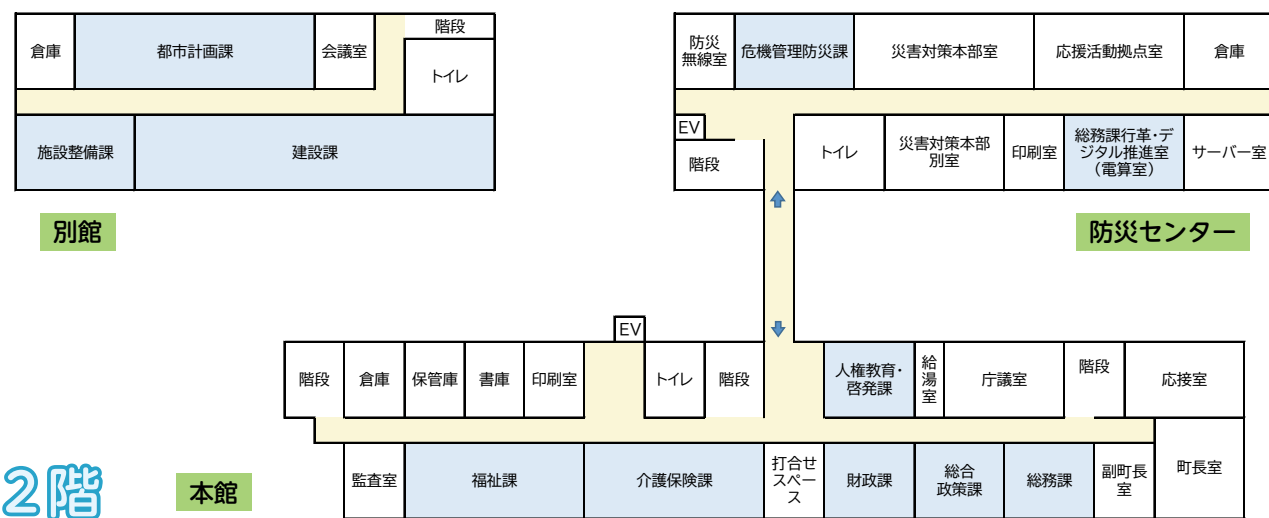 倉庫
都市計画課
会議室
階段
トイレ
施設整備課
建設課
別館
防災
無線室
危機管理防災課
災害対策本部室
応援活動拠点室
倉庫
EV
階段
トイレ
災害対策本部
別室
印刷室
総務課行革・デ
ジタル推進室
(電算室)
サーバー室
防災センター
EV
階段
倉庫
保管庫
書庫
印刷室
トイレ
階段
人権教育・
啓発課
給
湯
室
庁議室
階段
応接室
監査室
福祉課
介護保険課
打合せ
スペー
ス
財政課
総合
政策課
総務課
副町長
室
町長室
2階
本館